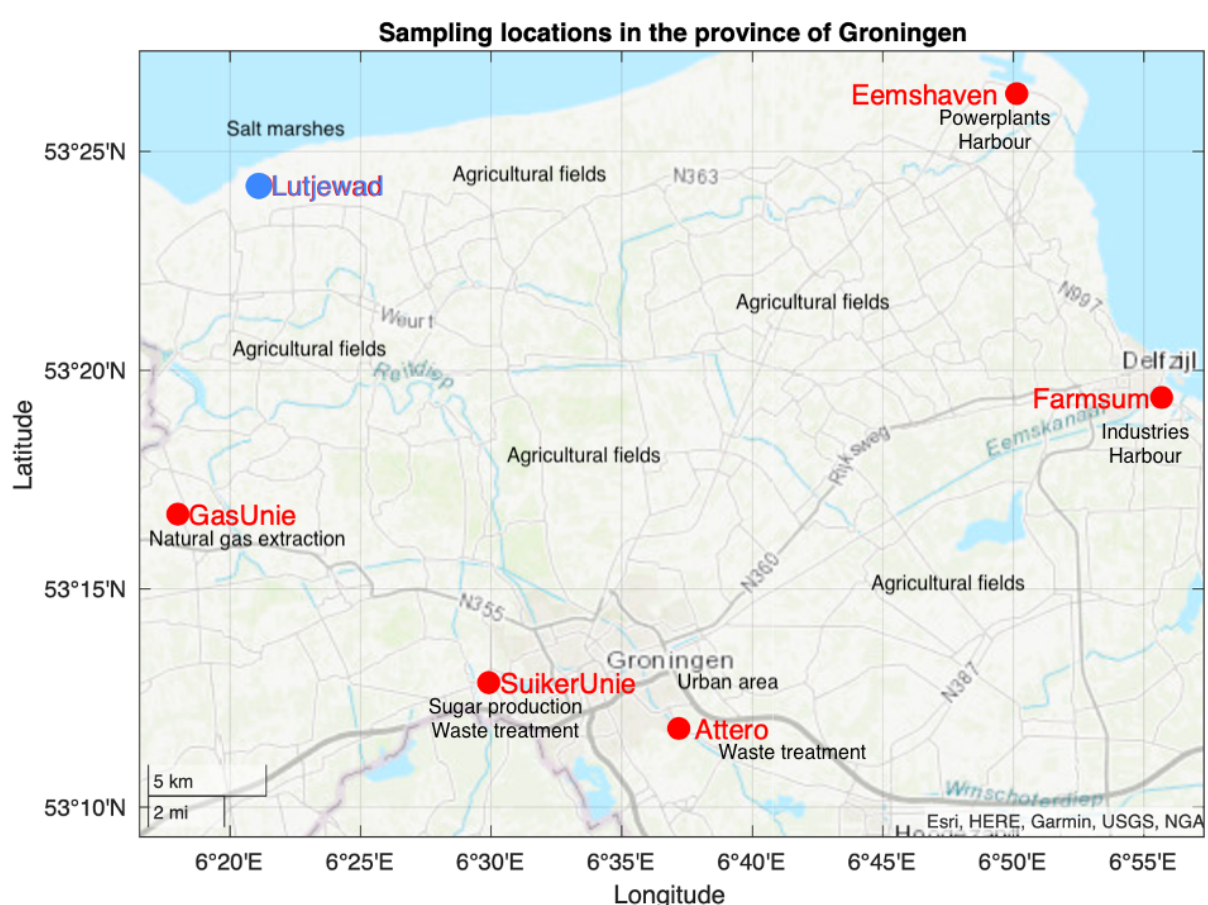 Sampling locations in the province of Groningen
Eemshaven
Powerplants
Harbour
Salt marshes
53°25'N
Agricultural fields
N363
Lutjewad
Agricultural fields
N997
Weurt
Agricultural fields
Reitdiep
53°20'N
Delfzijl
Farmsum
Eemskanaal
Industries
Harbour
Rijksweg
Agricultural fields
Latitude
GasUnie
Natural gas extraction
N360
Agricultural fields
53°15'N
N355
Groningen
Urban area
N387
SuikerUnie
Sugar production
Waste treatment
Attero
Waste treatment
5 km
2 mi
53°10'N
Winschoterdiep
Esri, HERE, Garmin, USGS, NGA
6°20'E 6°25'E 6°30'E 6°35'E 6°40'E 6°45'E 6°50'E 6°55'E
Longitude